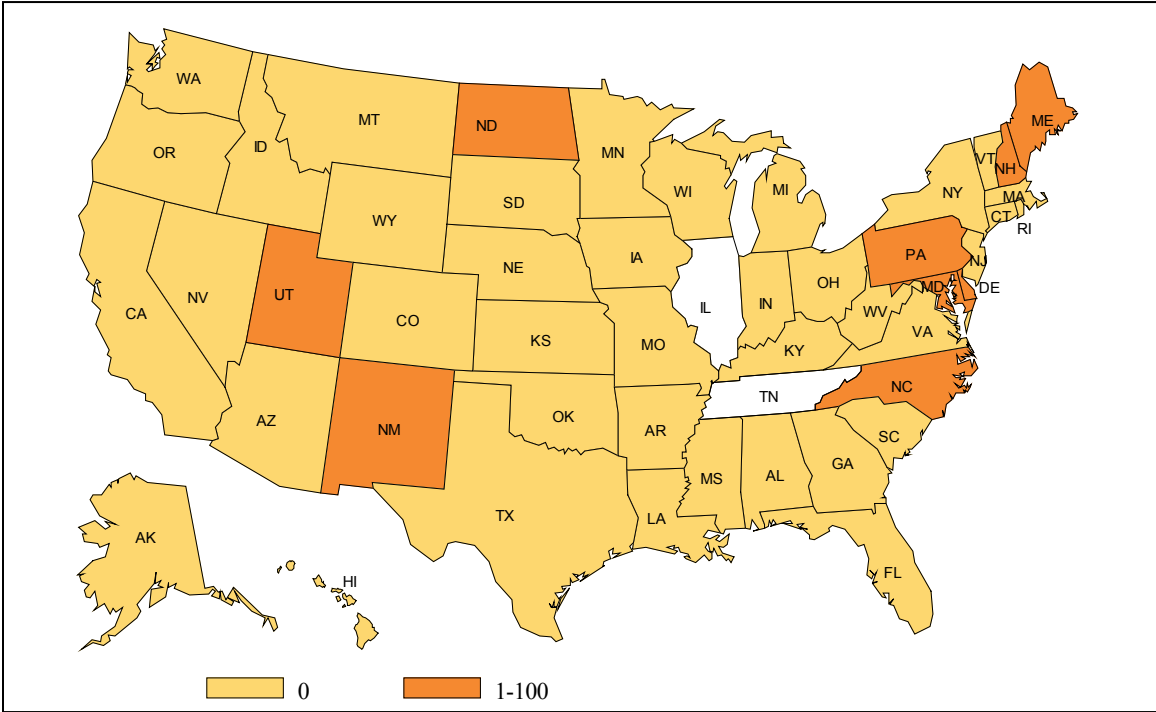 WA
MT
ND
ME
OR
ID
MN
VT
NH
WI
MI
NY
MA
SD
WY
CT
RI
IA
PA
NE
NJ
OH
UT
NV
IN
MD
DE
CA
CO
IL
WV
VA
KS
MO
KY
NC
TN
AZ
NM
OK
AR
SC
GA
MS
AL
TX
LA
AK
FL
HI
0
1-100